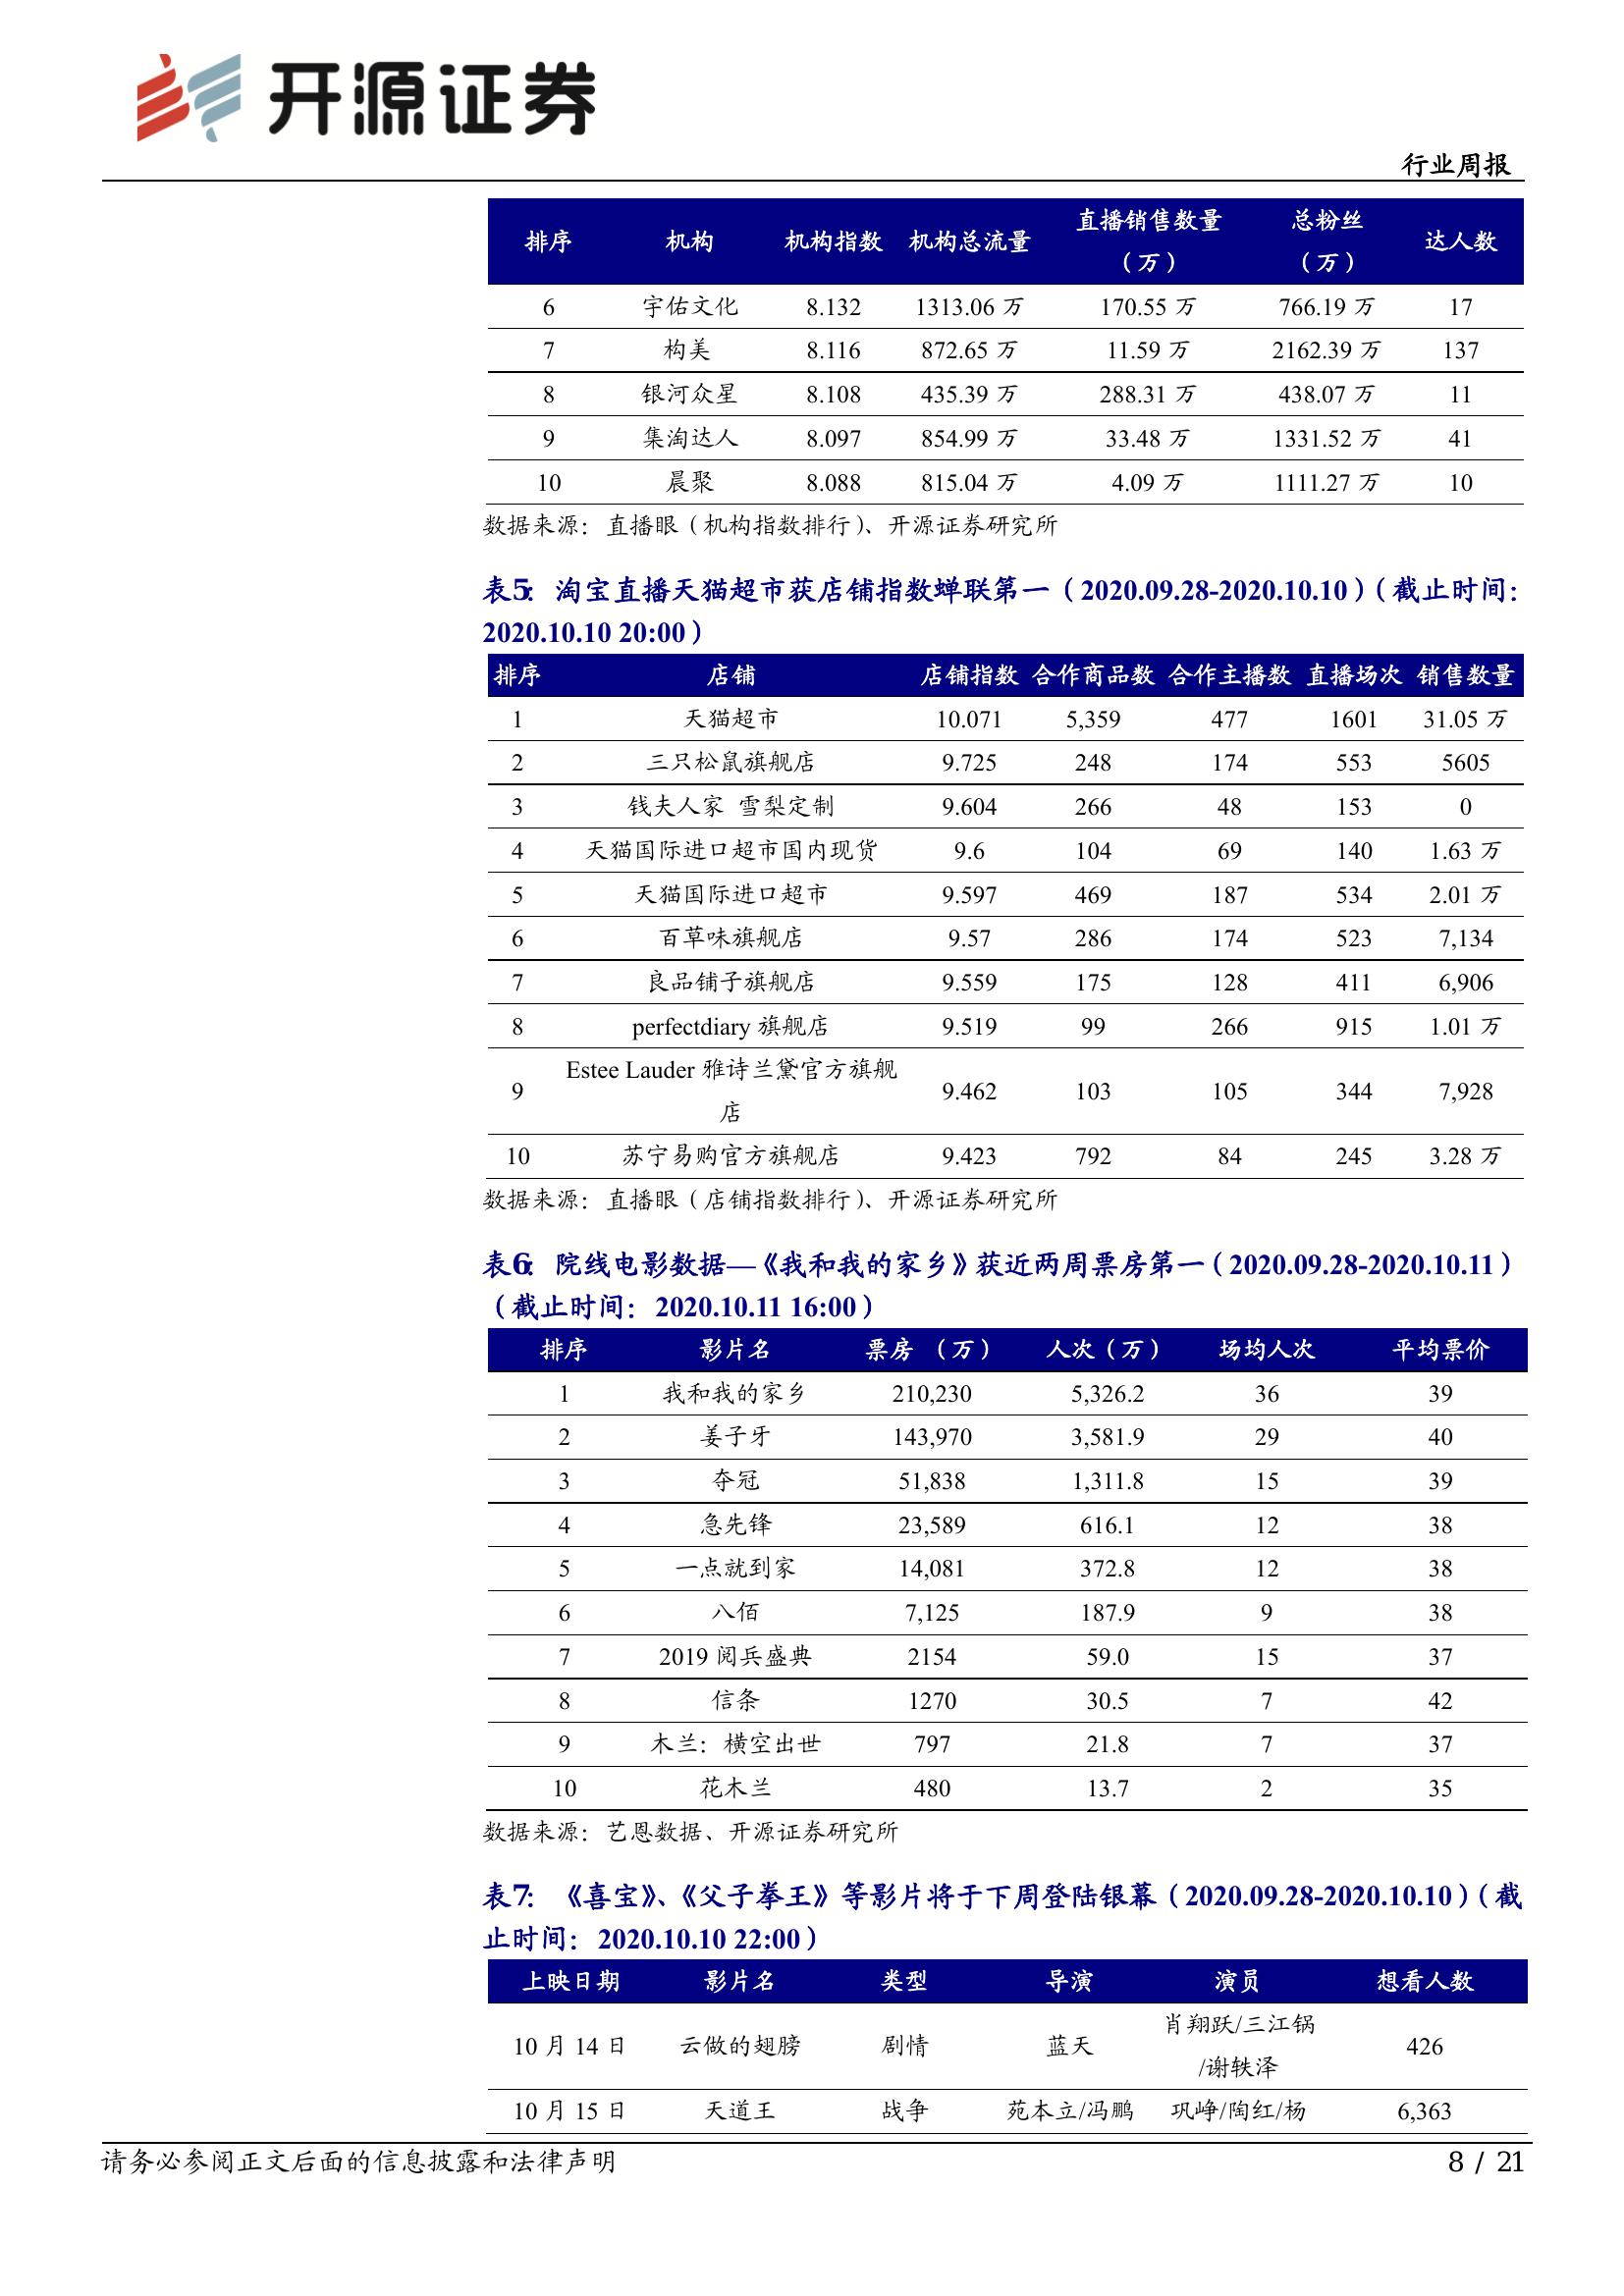 开源证券
行业周报
排序 机构 机构指数 机构总流量 直播销售数量（万） 总粉丝（万） 达人数
6 宇佑文化 8.132 1313.06 万 170.55 万 766.19 万 17
7 构美 8.116 872.65 万 11.59 万 2162.39 万 137
8 银河众星 8.108 435.39 万 288.31 万 438.07 万 11
9 集淘达人 8.097 854.99 万 33.48 万 1331.52 万 41
10 晨聚 8.088 815.04 万 4.09 万 1111.27 万 10
数据来源：直播眼（机构指数排行）、开源证券研究所
表5：淘宝直播天猫超市获店铺指数蝉联第一（2020.09.28-2020.10.10）（截止时间：
2020.10.10 20:00）
排序 店铺 店铺指数 合作商品数 合作主播数 直播场次 销售数量
1 天猫超市 10.071 5,359 477 1601 31.05 万
2 三只松鼠旗舰店 9.725 248 174 553 5605
3 钱夫人家 雪梨定制 9.604 266 48 153 0
4 天猫国际进口超市国内现货 9.6 104 69 140 1.63 万
5 天猫国际进口超市 9.597 469 187 534 2.01 万
6 百草味旗舰店 9.57 286 174 523 7,134
7 良品铺子旗舰店 9.559 175 128 411 6,906
8 perfectdiary 旗舰店 9.519 99 266 915 1.01 万
9 Estee Lauder 雅诗兰黛官方旗舰店 9.462 103 105 344 7,928
10 苏宁易购官方旗舰店 9.423 792 84 245 3.28 万
数据来源：直播眼（店铺指数排行）、开源证券研究所
表6：院线电影数据—《我和我的家乡》获近两周票房第一（2020.09.28-2020.10.11）
（截止时间：2020.10.11 16:00）
排序 影片名 票房 （万） 人次（万） 场均人次 平均票价
1 我和我的家乡 210,230 5,326.2 36 39
2 姜子牙 143,970 3,581.9 29 40
3 夺冠 51,838 1,311.8 15 39
4 急先锋 23,589 616.1 12 38
5 一点就到家 14,081 372.8 12 38
6 八佰 7,125 187.9 9 38
7 2019 阅兵盛典 2154 59.0 15 37
8 信条 1270 30.5 7 42
9 木兰：横空出世 797 21.8 7 37
10 花木兰 480 13.7 2 35
数据来源：艺恩数据、开源证券研究所
表7：《喜宝》、《父子拳王》等影片将于下周登陆银幕（2020.09.28-2020.10.10）（截
止时间：2020.10.10 22:00）
上映日期 影片名 类型 导演 演员 想看人数
10 月 14 日 云做的翅膀 剧情 蓝天 肖翔跃/三江锅/谢轶泽 426
10 月 15 日 天道王 战争 苑本立/冯鹏 巩峥/陶红/杨 6,363
请务必参阅正文后面的信息披露和法律声明
8 / 21